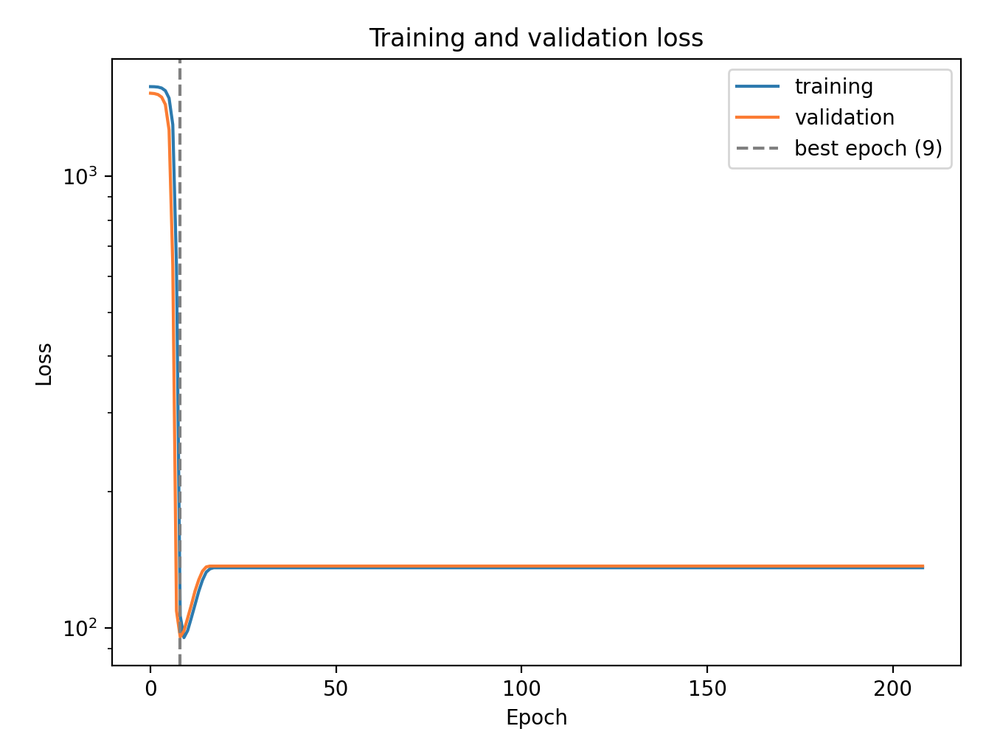 Training and validation loss
training
validation
best epoch (9)
10³
10²
Loss
0 50 100 150 200
Epoch